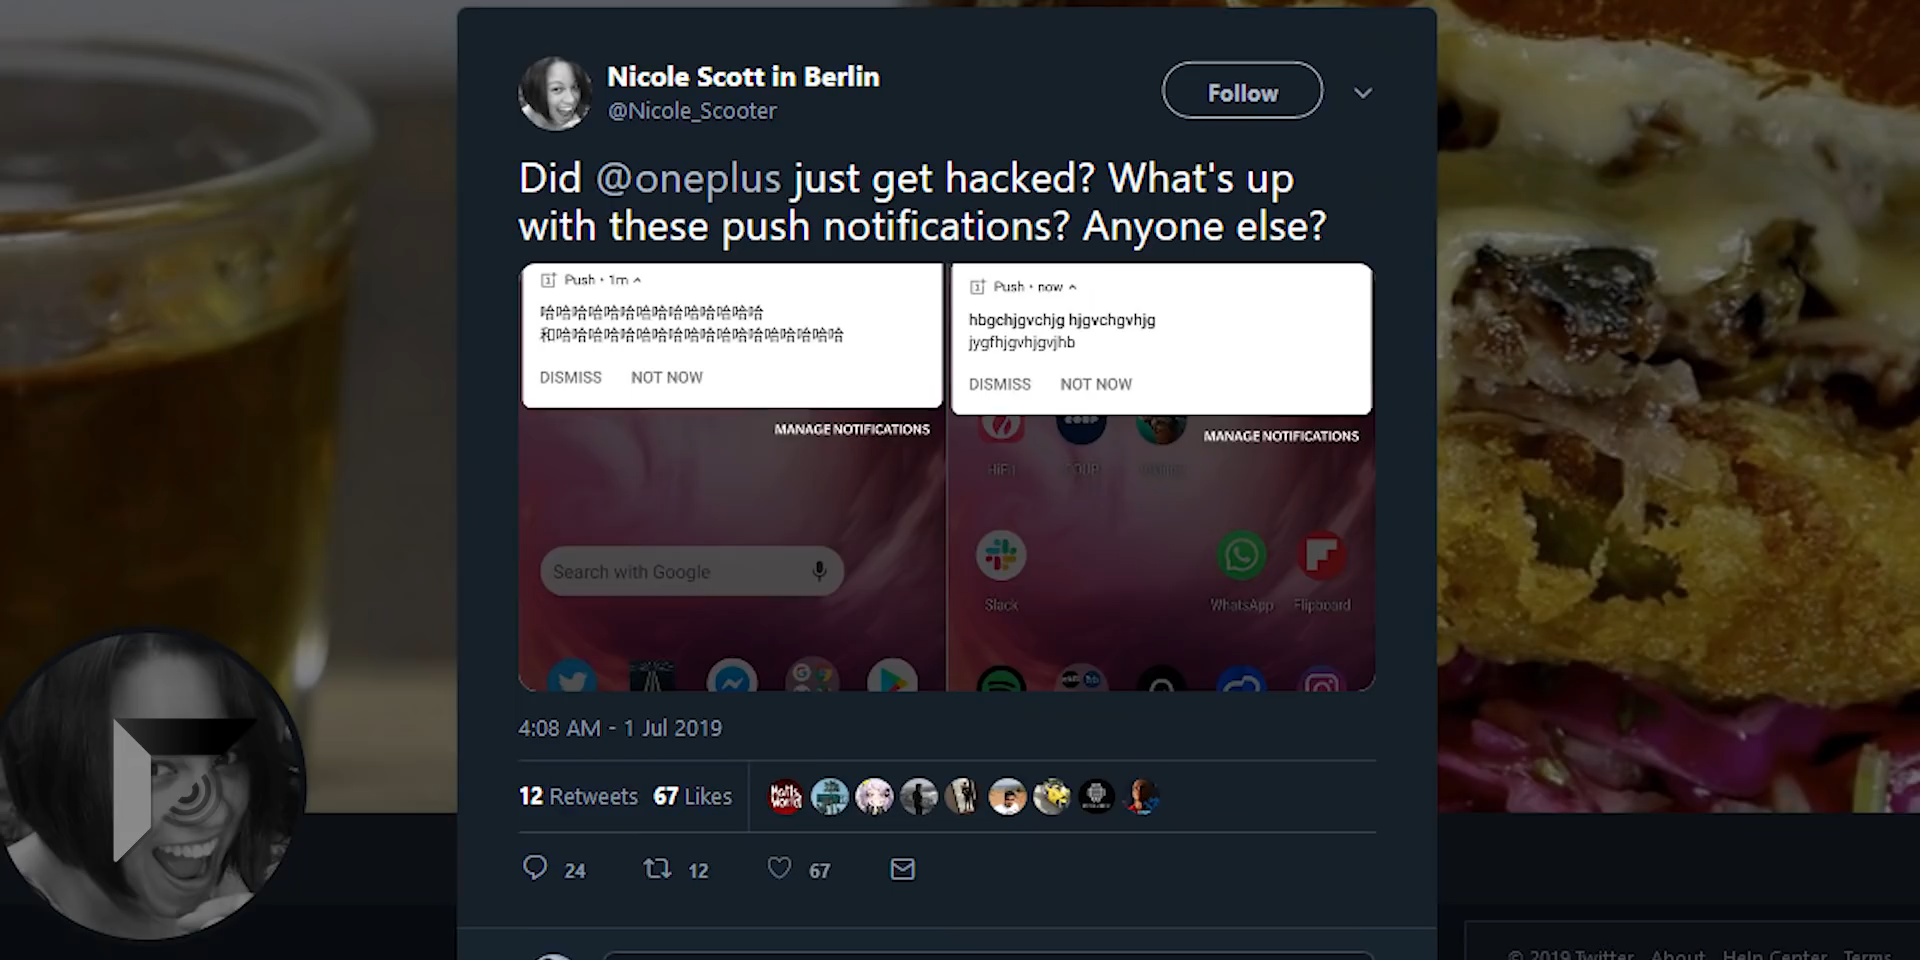 Nicole Scott in Berlin
@Nicole_Scooter
Follow
Did @oneplus just get hacked? What's up
with these push notifications? Anyone else?
Push • 1m
哈哈哈哈哈哈哈哈哈哈哈哈哈哈
和哈哈哈哈哈哈哈哈哈哈哈哈哈哈哈哈哈哈
DISMISS NOT NOW
MANAGE NOTIFICATIONS
Search with Google
Push • now
hbgchjgvchjg hjgvchgvhjg
jygfhjgvhjgvjhb
DISMISS NOT NOW
MANAGE NOTIFICATIONS
Slack WhatsApp Flipboard
4:08 AM - 1 Jul 2019
12 Retweets 67 Likes
24 12 67
© 2019 Twitter About Help Center Terms